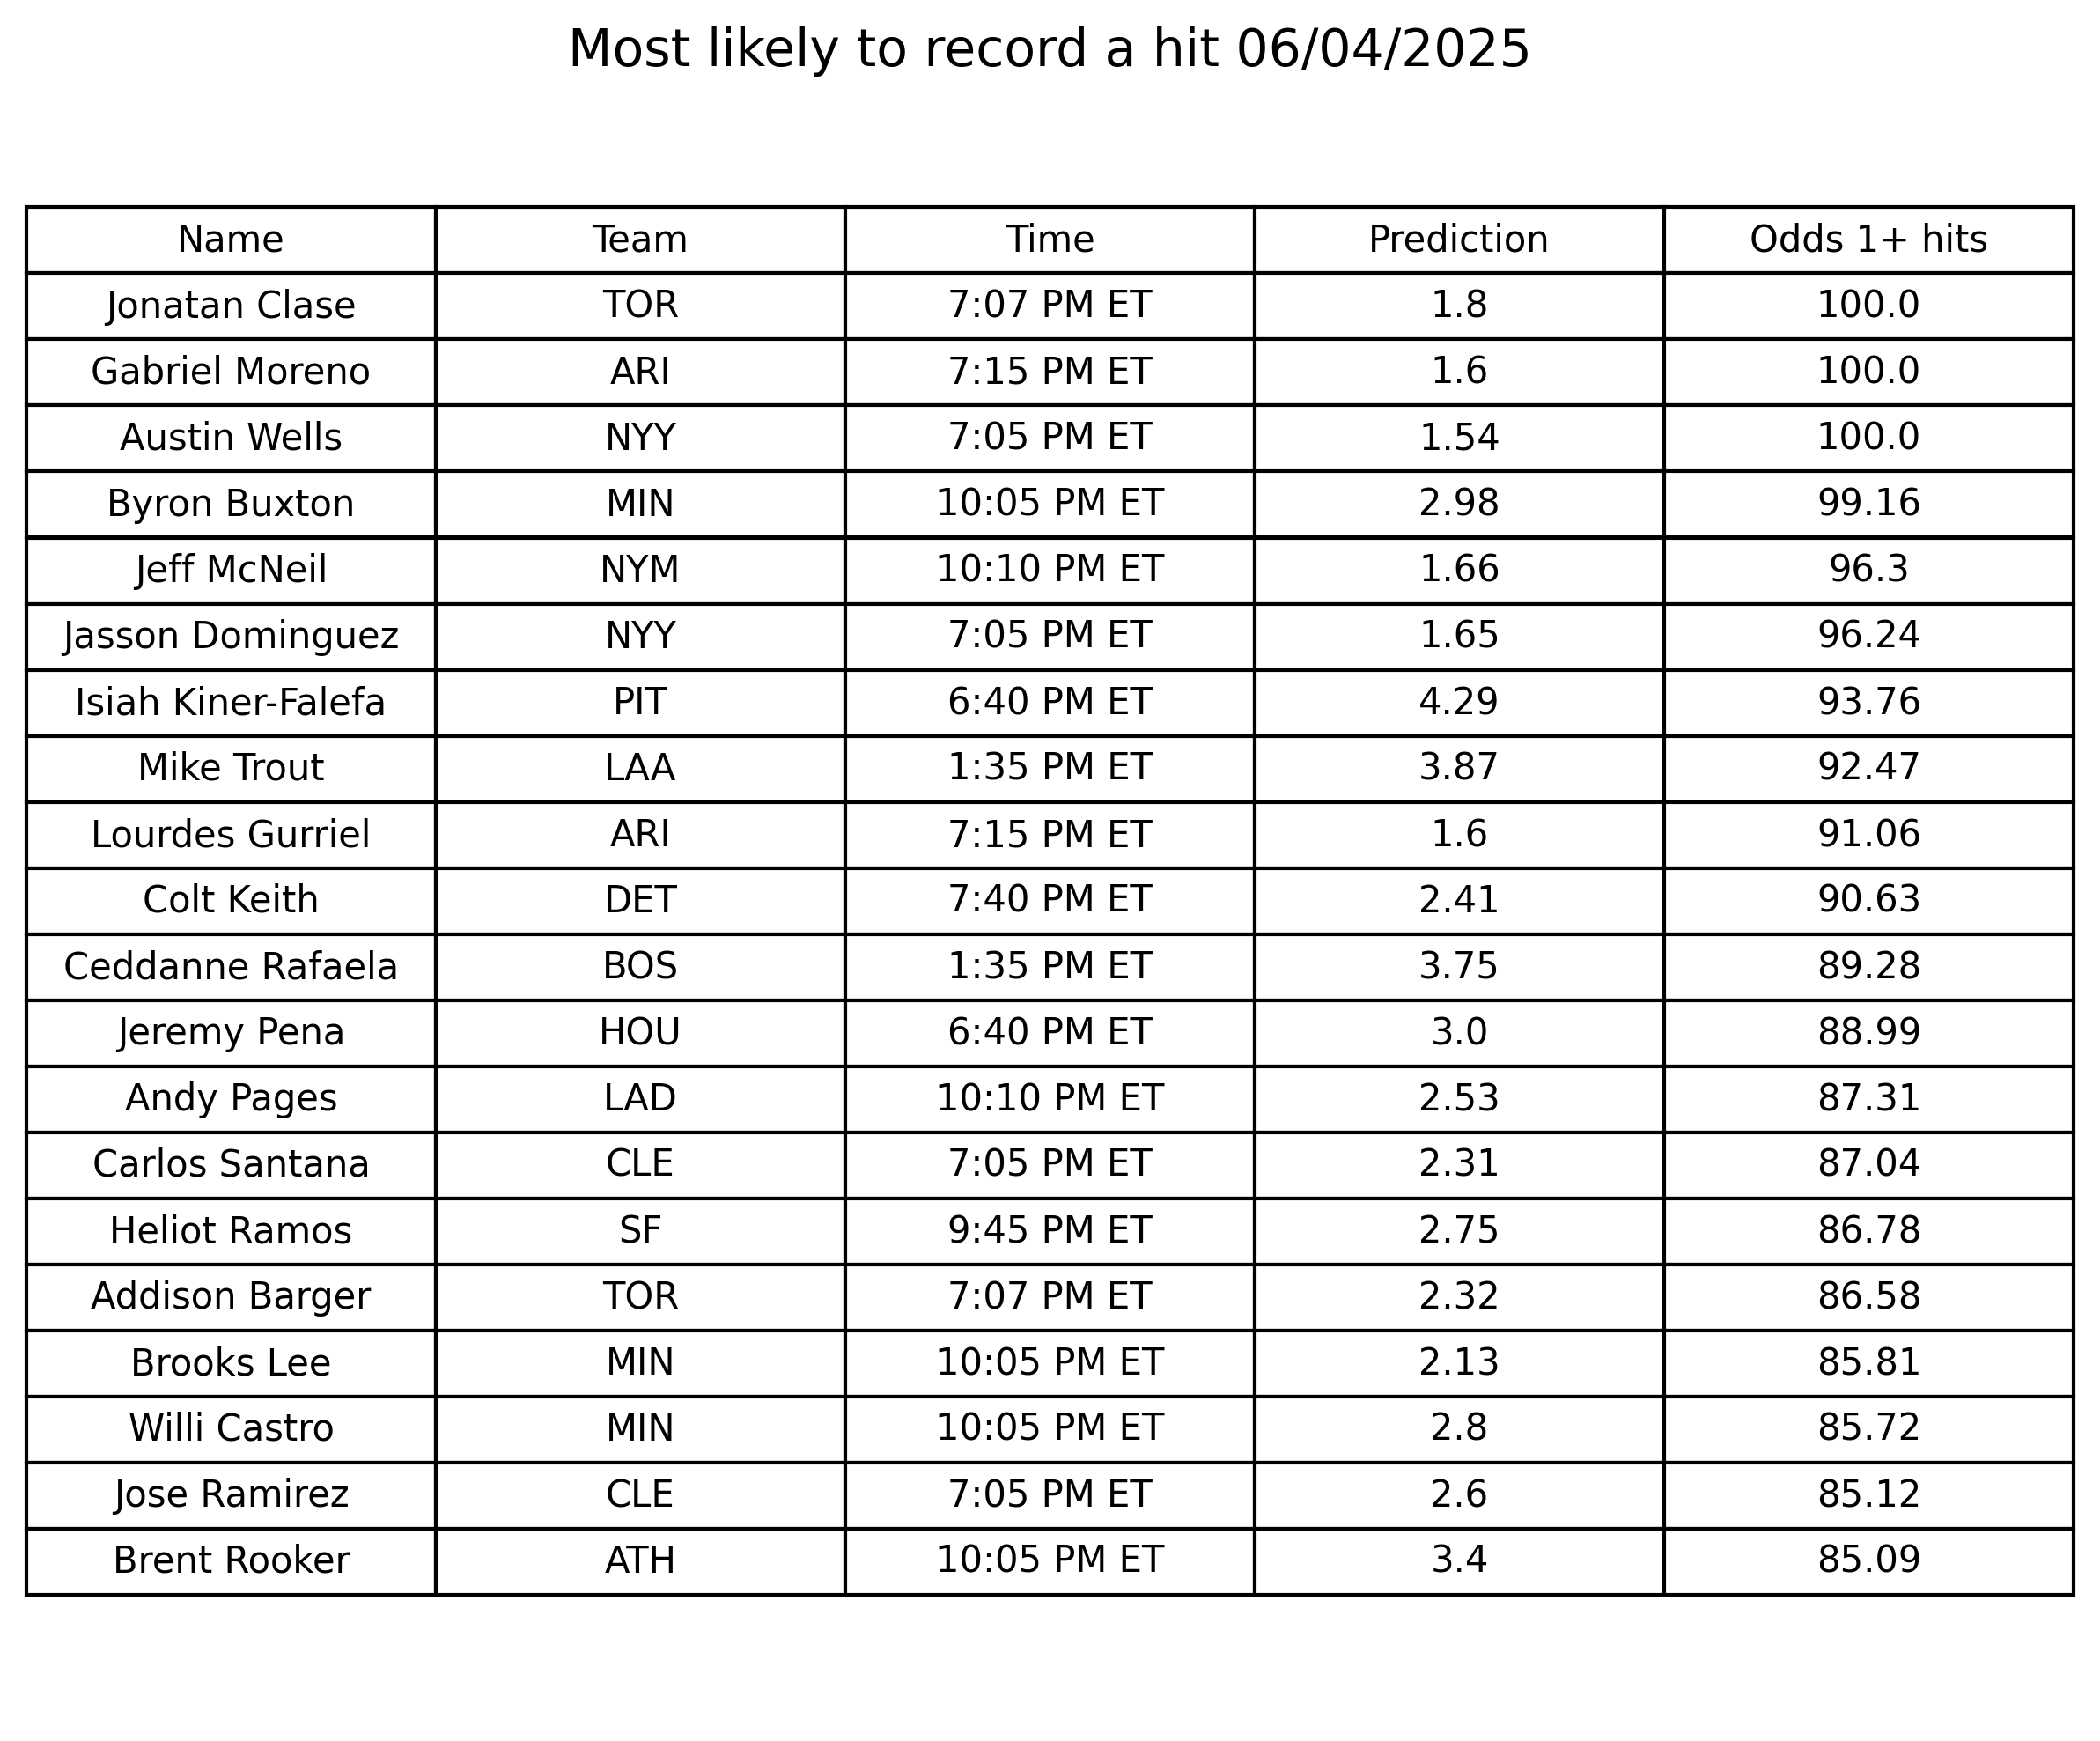 Most likely to record a hit 06/04/2025
Name Team Time Prediction Odds 1+ hits
Jonatan Clase TOR 7:07 PM ET 1.8 100.0
Gabriel Moreno ARI 7:15 PM ET 1.6 100.0
Austin Wells NYY 7:05 PM ET 1.54 100.0
Byron Buxton MIN 10:05 PM ET 2.98 99.16
Jeff McNeil NYM 10:10 PM ET 1.66 96.3
Jasson Dominguez NYY 7:05 PM ET 1.65 96.24
Isiah Kiner-Falefa PIT 6:40 PM ET 4.29 93.76
Mike Trout LAA 1:35 PM ET 3.87 92.47
Lourdes Gurriel ARI 7:15 PM ET 1.6 91.06
Colt Keith DET 7:40 PM ET 2.41 90.63
Ceddanne Rafaela BOS 1:35 PM ET 3.75 89.28
Jeremy Pena HOU 6:40 PM ET 3.0 88.99
Andy Pages LAD 10:10 PM ET 2.53 87.31
Carlos Santana CLE 7:05 PM ET 2.31 87.04
Heliot Ramos SF 9:45 PM ET 2.75 86.78
Addison Barger TOR 7:07 PM ET 2.32 86.58
Brooks Lee MIN 10:05 PM ET 2.13 85.81
Willi Castro MIN 10:05 PM ET 2.8 85.72
Jose Ramirez CLE 7:05 PM ET 2.6 85.12
Brent Rooker ATH 10:05 PM ET 3.4 85.09